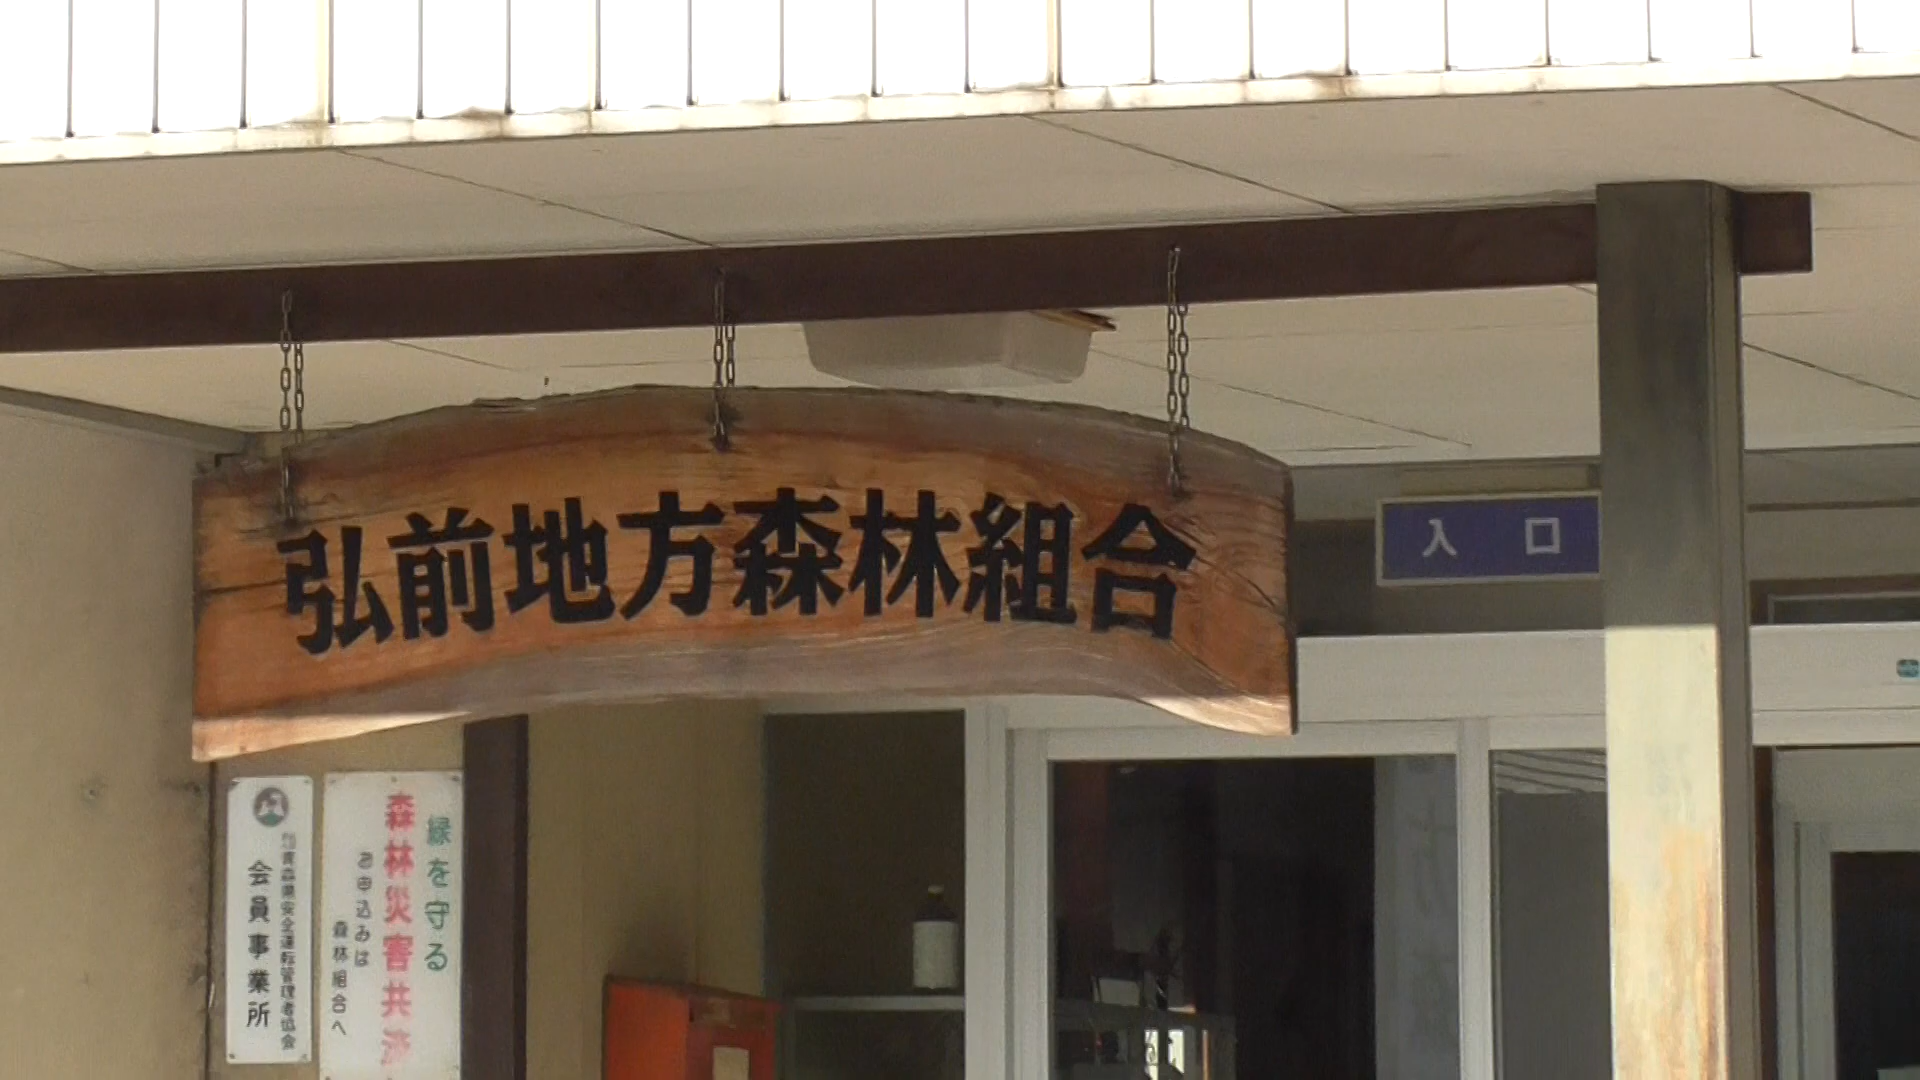 弘前地方森林組合
入口
緑を守る
森林災害共済
お申込みは
森林組合へ
青森県安全運転管理者協会
会員事業所